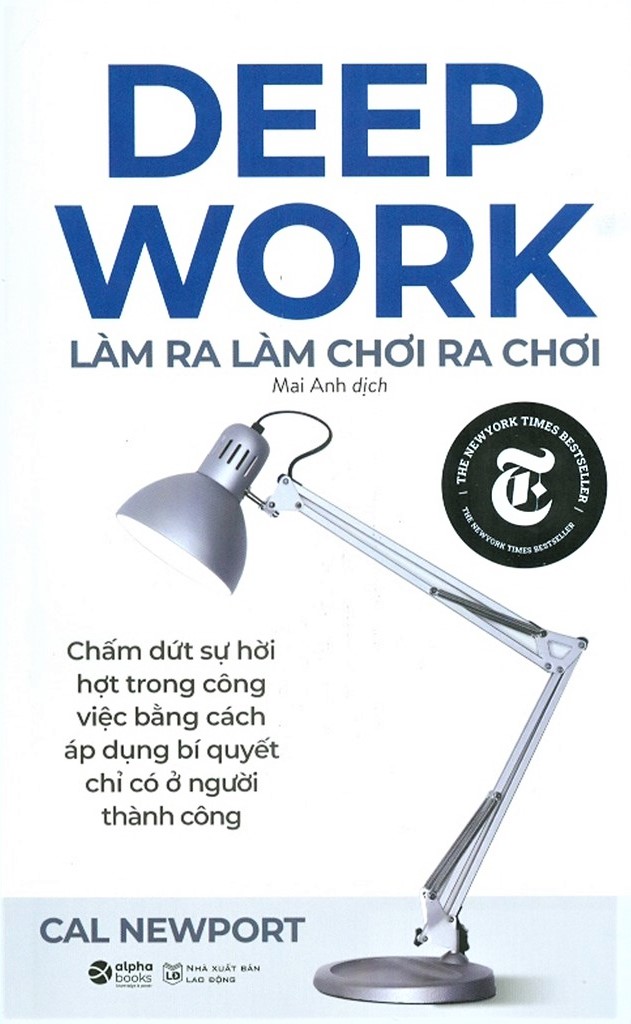 DEEP
WORK
LÀM RA LÀM CHƠI RA CHƠI
Mai Anh dịch
THE NEWYORK TIMES BESTSELLER
THE NEWYORK TIMES BESTSELLER
Chấm dứt sự hời
hợt trong công
việc bằng cách
áp dụng bí quyết
chỉ có ở người
thành công
CAL NEWPORT
alpha
books
LĐ
NHÀ XUẤT BẢN
LAO ĐỘNG